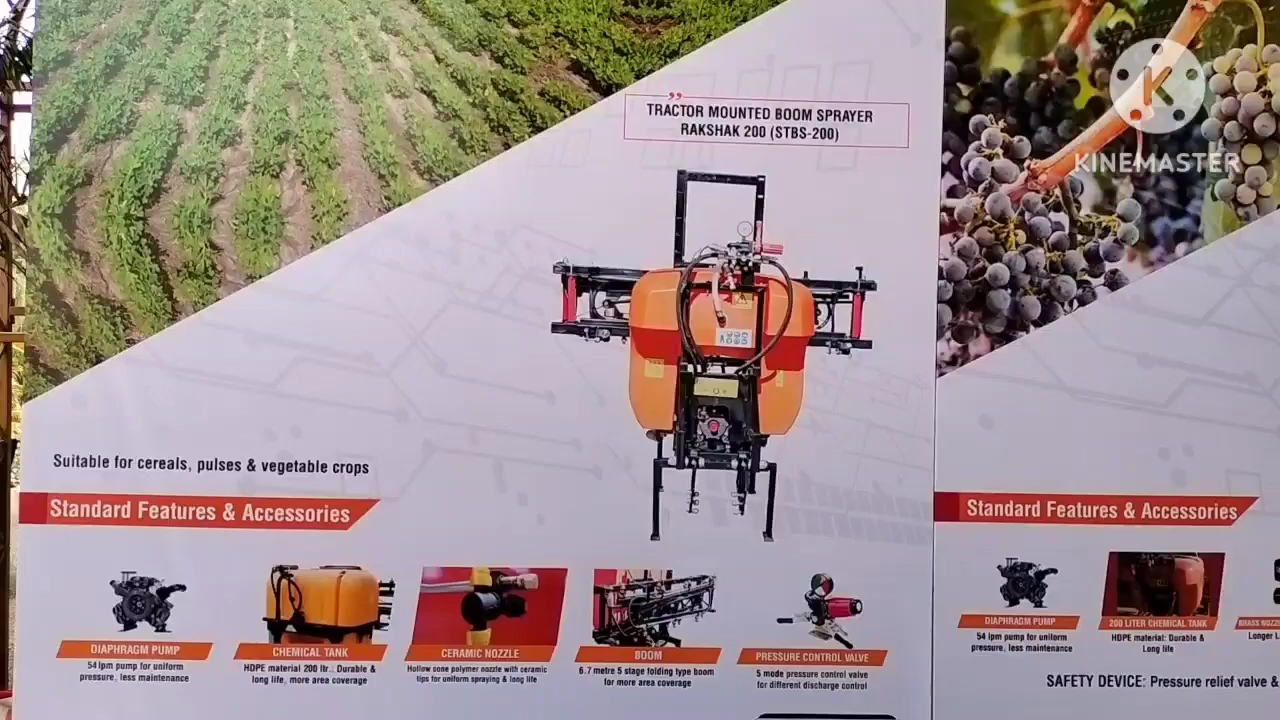 TRACTOR MOUNTED BOOM SPRAYER
RAKSHAK 200 (STBS-200)
K
KINEMASTER
Suitable for cereals, pulses & vegetable crops
Standard Features & Accessories
DIAPHRAGM PUMP
54 lpm pump for uniform
pressure, less maintenance
CHEMICAL TANK
HDPE material 200 ltr.. Durable &
long life, more area coverage
CERAMIC NOZZLE
Hollow cone polymer nozzle with ceramic
tips for uniform spraying & long life
BOOM
6.7 metre 5 stage folding type boom
for more area coverage
PRESSURE CONTROL VALVE
5 mode pressure control valve
for different discharge control
Standard Features & Accessories
DIAPHRAGM PUMP
54 lpm pump for uniform
pressure, less maintenance
200 LITER CHEMICAL TANK
HDPE material: Durable &
Long life
BRASS NOZZ
Longer L
SAFETY DEVICE: Pressure relief valve &